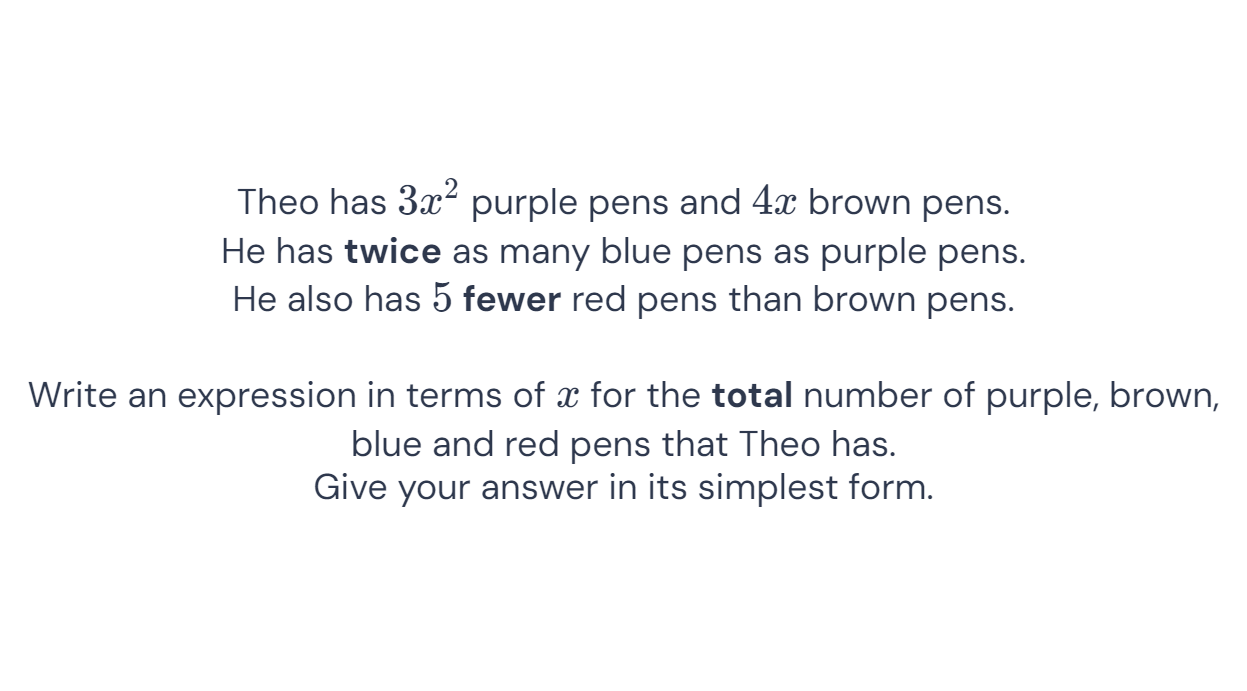 Theo has 3x² purple pens and 4x brown pens.
He has twice as many blue pens as purple pens.
He also has 5 fewer red pens than brown pens.
Write an expression in terms of x for the total number of purple, brown,
blue and red pens that Theo has.
Give your answer in its simplest form.